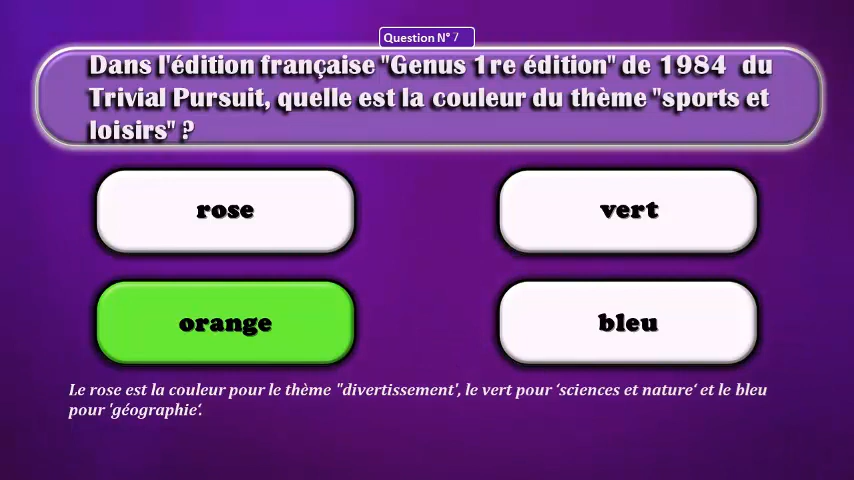 Question N° 7
Dans l'édition française "Genus 1re édition" de 1984 du
Trivial Pursuit, quelle est la couleur du thème "sports et
loisirs" ?
rose
vert
orange
bleu
Le rose est la couleur pour le thème "divertissement', le vert pour ‘sciences et nature‘ et le bleu
pour 'géographie‘.